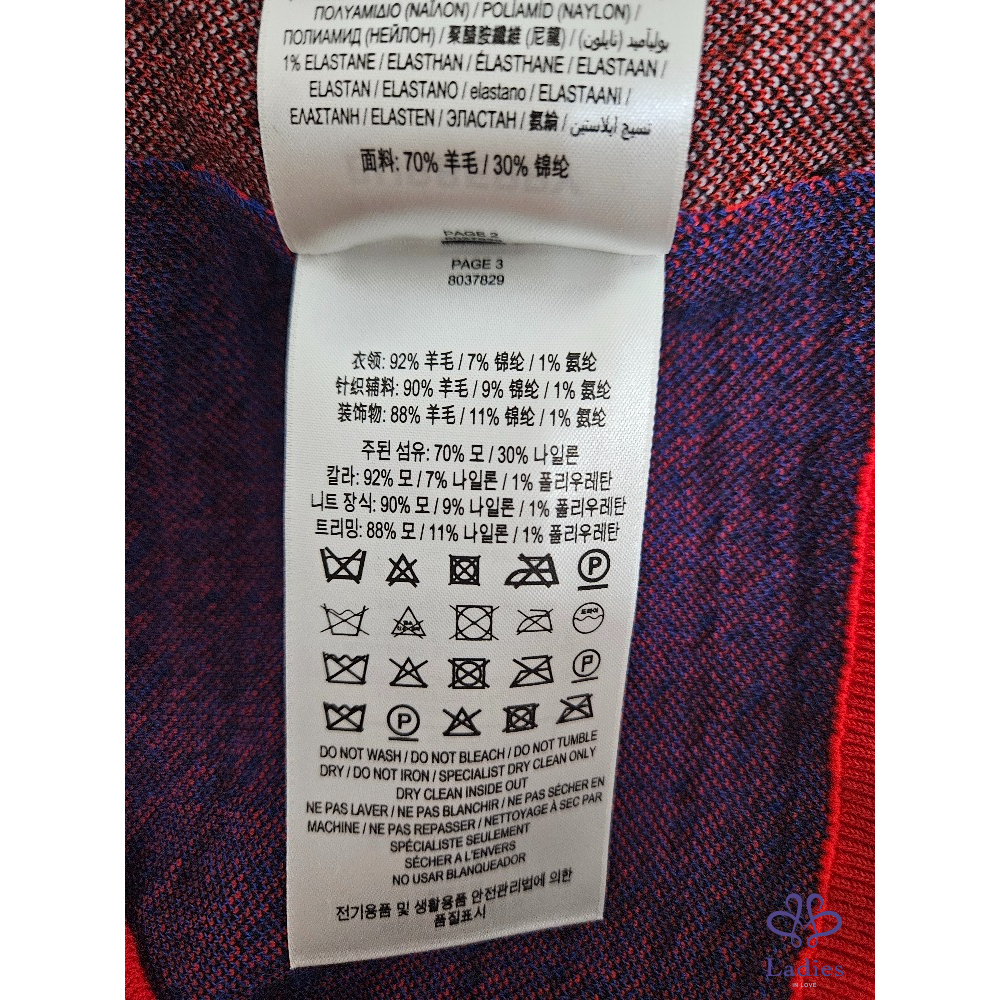 ΠΟΛΥΑΜΙΔΙΟ (ΝΑΪΛΟΝ) / POLIAMID (NAYLON) /
ПОЛИАМИД (НЕЙЛОН) / 聚醯胺纖維 (尼龍) / بوليآميد (نايلون)
1% ELASTANE / ELASTHAN / ÉLASTHANE / ELASTAAN /
ELASTAN / ELASTANO / elastano / ELASTAANI /
ΕΛΑΣΤΑΝΗ / ELASTEN / ЭЛАСТАН / 氨綸 / نسيج إيلاستين
面料: 70% 羊毛 / 30% 锦纶
PAGE 2
PAGE 3
8037829
衣领: 92% 羊毛 / 7% 锦纶 / 1% 氨纶
针织辅料: 90% 羊毛 / 9% 锦纶 / 1% 氨纶
装饰物: 88% 羊毛 / 11% 锦纶 / 1% 氨纶
주된 섬유: 70% 모 / 30% 나일론
칼라: 92% 모 / 7% 나일론 / 1% 폴리우레탄
니트 장식: 90% 모 / 9% 나일론 / 1% 폴리우레탄
트리밍: 88% 모 / 11% 나일론 / 1% 폴리우레탄
P
드라이
P
P
DO NOT WASH / DO NOT BLEACH / DO NOT TUMBLE
DRY / DO NOT IRON / SPECIALIST DRY CLEAN ONLY
DRY CLEAN INSIDE OUT
NE PAS LAVER / NE PAS BLANCHIR / NE PAS SÉCHER EN
MACHINE / NE PAS REPASSER / NETTOYAGE À SEC PAR
SPÉCIALISTE SEULEMENT
SÉCHER A L'ENVERS
NO USAR BLANQUEADOR
전기용품 및 생활용품 안전관리법에 의한
품질표시
Ladies
IN LOVE